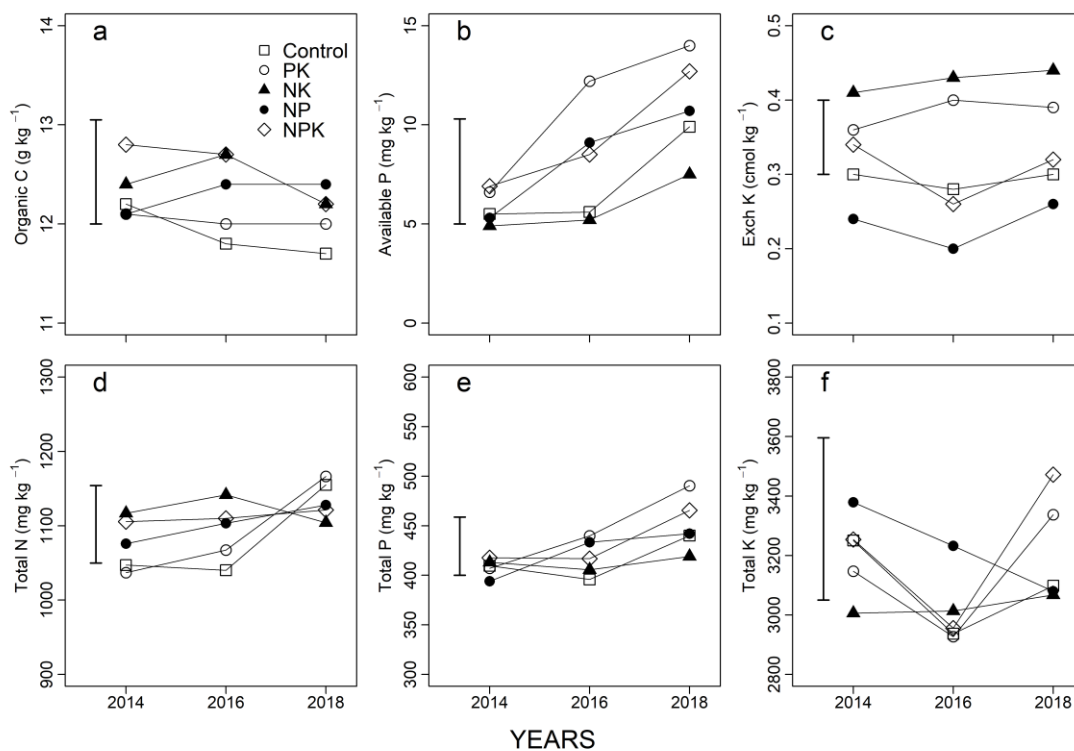 a
Control
PK
NK
NP
NPK
Organic C (g kg⁻¹)
11
12
13
14
b
Available P (mg kg⁻¹)
0
5
10
15
c
Exch K (cmol kg⁻¹)
0.1
0.2
0.3
0.4
0.5
d
Total N (mg kg⁻¹)
900
1000
1100
1200
1300
2014
2016
2018
e
Total P (mg kg⁻¹)
300
350
400
450
500
550
600
2014
2016
2018
f
Total K (mg kg⁻¹)
2800
3000
3200
3400
3600
3800
2014
2016
2018
YEARS